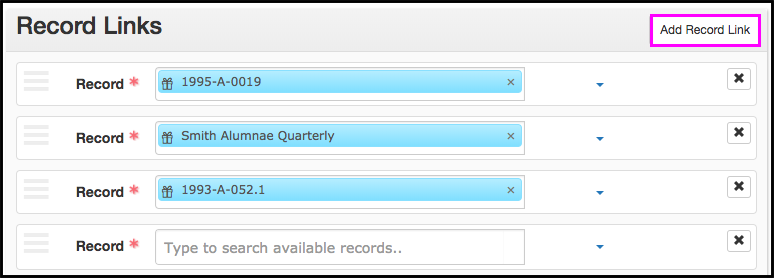 Record Links
Add Record Link
Record * 1995-A-0019 ×
Record * Smith Alumnae Quarterly ×
Record * 1993-A-052.1 ×
Record * Type to search available records..